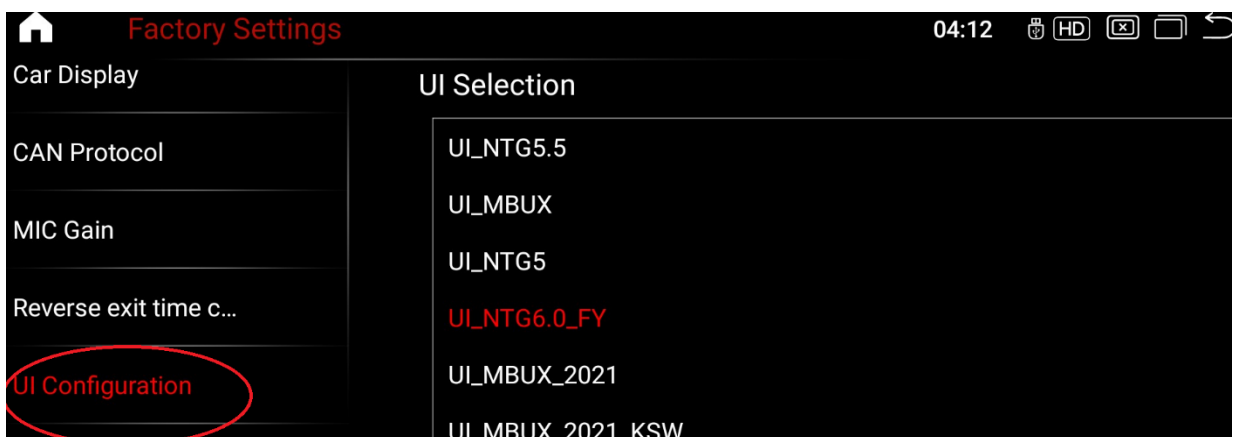 Factory Settings
04:12
HD
Car Display
CAN Protocol
MIC Gain
Reverse exit time c...
UI Configuration
UI Selection
UI_NTG5.5
UI_MBUX
UI_NTG5
UI_NTG6.0_FY
UI_MBUX_2021
UI_MBUX_2021_KSW